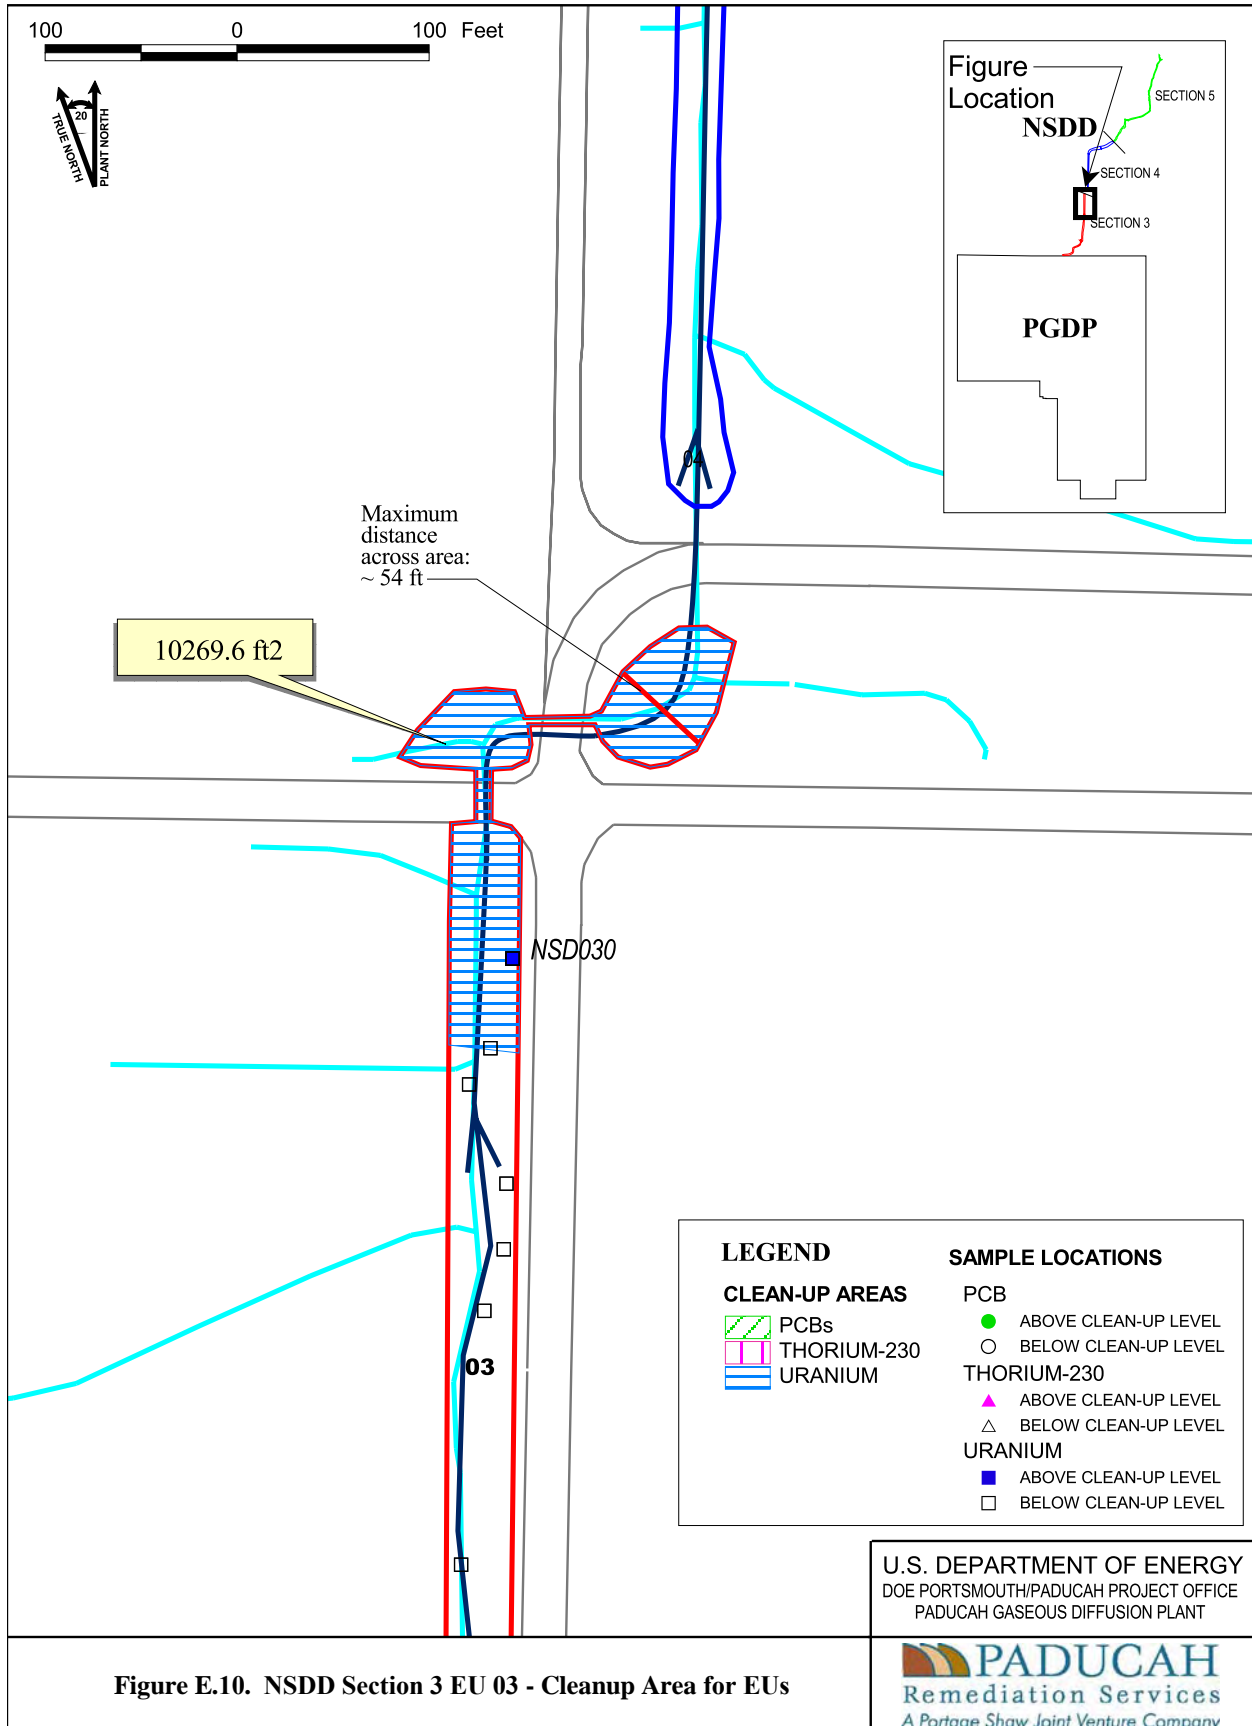 100 0 100 Feet
20
TRUE NORTH
PLANT NORTH
Figure
Location
NSDD
SECTION 5
SECTION 4
SECTION 3
PGDP
04
Maximum
distance
across area:
~ 54 ft
10269.6 ft2
NSD030
03
LEGEND
CLEAN-UP AREAS
PCBs
THORIUM-230
URANIUM
SAMPLE LOCATIONS
PCB
ABOVE CLEAN-UP LEVEL
BELOW CLEAN-UP LEVEL
THORIUM-230
ABOVE CLEAN-UP LEVEL
BELOW CLEAN-UP LEVEL
URANIUM
ABOVE CLEAN-UP LEVEL
BELOW CLEAN-UP LEVEL
U.S. DEPARTMENT OF ENERGY
DOE PORTSMOUTH/PADUCAH PROJECT OFFICE
PADUCAH GASEOUS DIFFUSION PLANT
Figure E.10. NSDD Section 3 EU 03 - Cleanup Area for EUs
PADUCAH
Remediation Services
A Portage Shaw Joint Venture Company